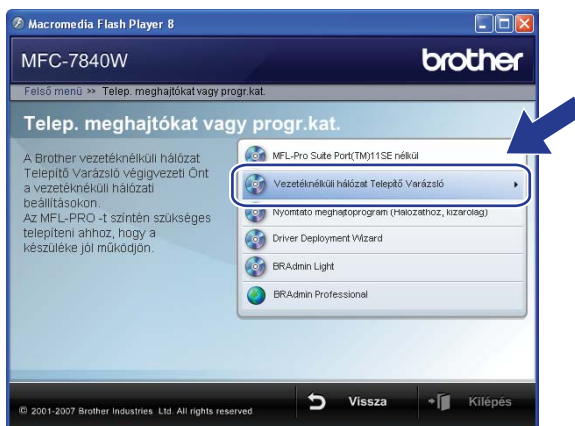 Macromedia Flash Player 8
MFC-7840W
brother
Felső menü >> Telep. meghajtókat vagy progr.kat.
Telep. meghajtókat vagy progr.kat.
A Brother vezetéknélküli hálózat
Telepítő Varázsló végigvezeti Önt
a vezetéknéküli hálózati
beállításokon.
Az MFL-PRO -t színtén szükséges
telepíteni ahhoz, hogy a
készüléke jól működjön.
MFL-Pro Suite Port(TM)11SE nélkül
Vezetéknélküli hálózat Telepítő Varázsló
Nyomtató meghajtóprogram (Hálózathoz, kizárólag)
Driver Deployment Wizard
BRAdmin Light
BRAdmin Professional
© 2001-2007 Brother Industries Ltd. All rights reserved
Vissza
Kilépés